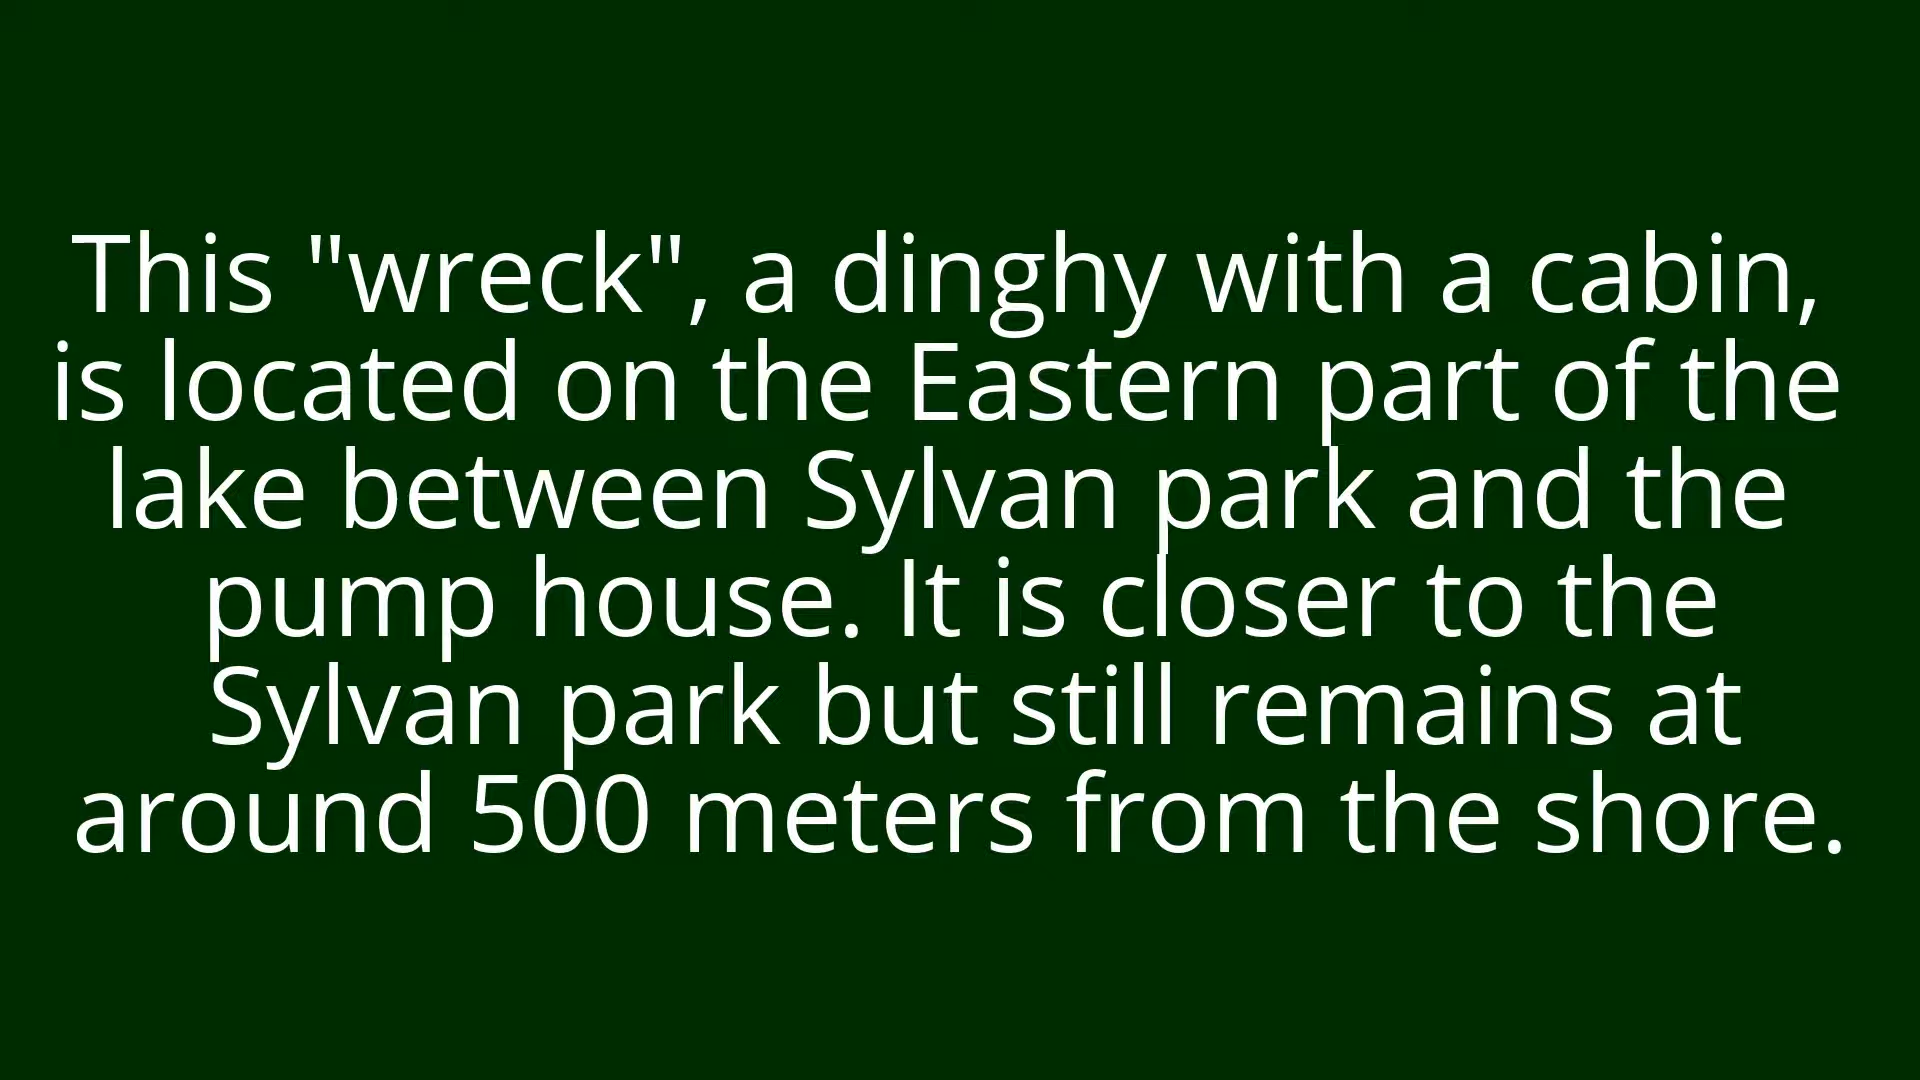 This "wreck", a dinghy with a cabin,
is located on the Eastern part of the
lake between Sylvan park and the
pump house. It is closer to the
Sylvan park but still remains at
around 500 meters from the shore.